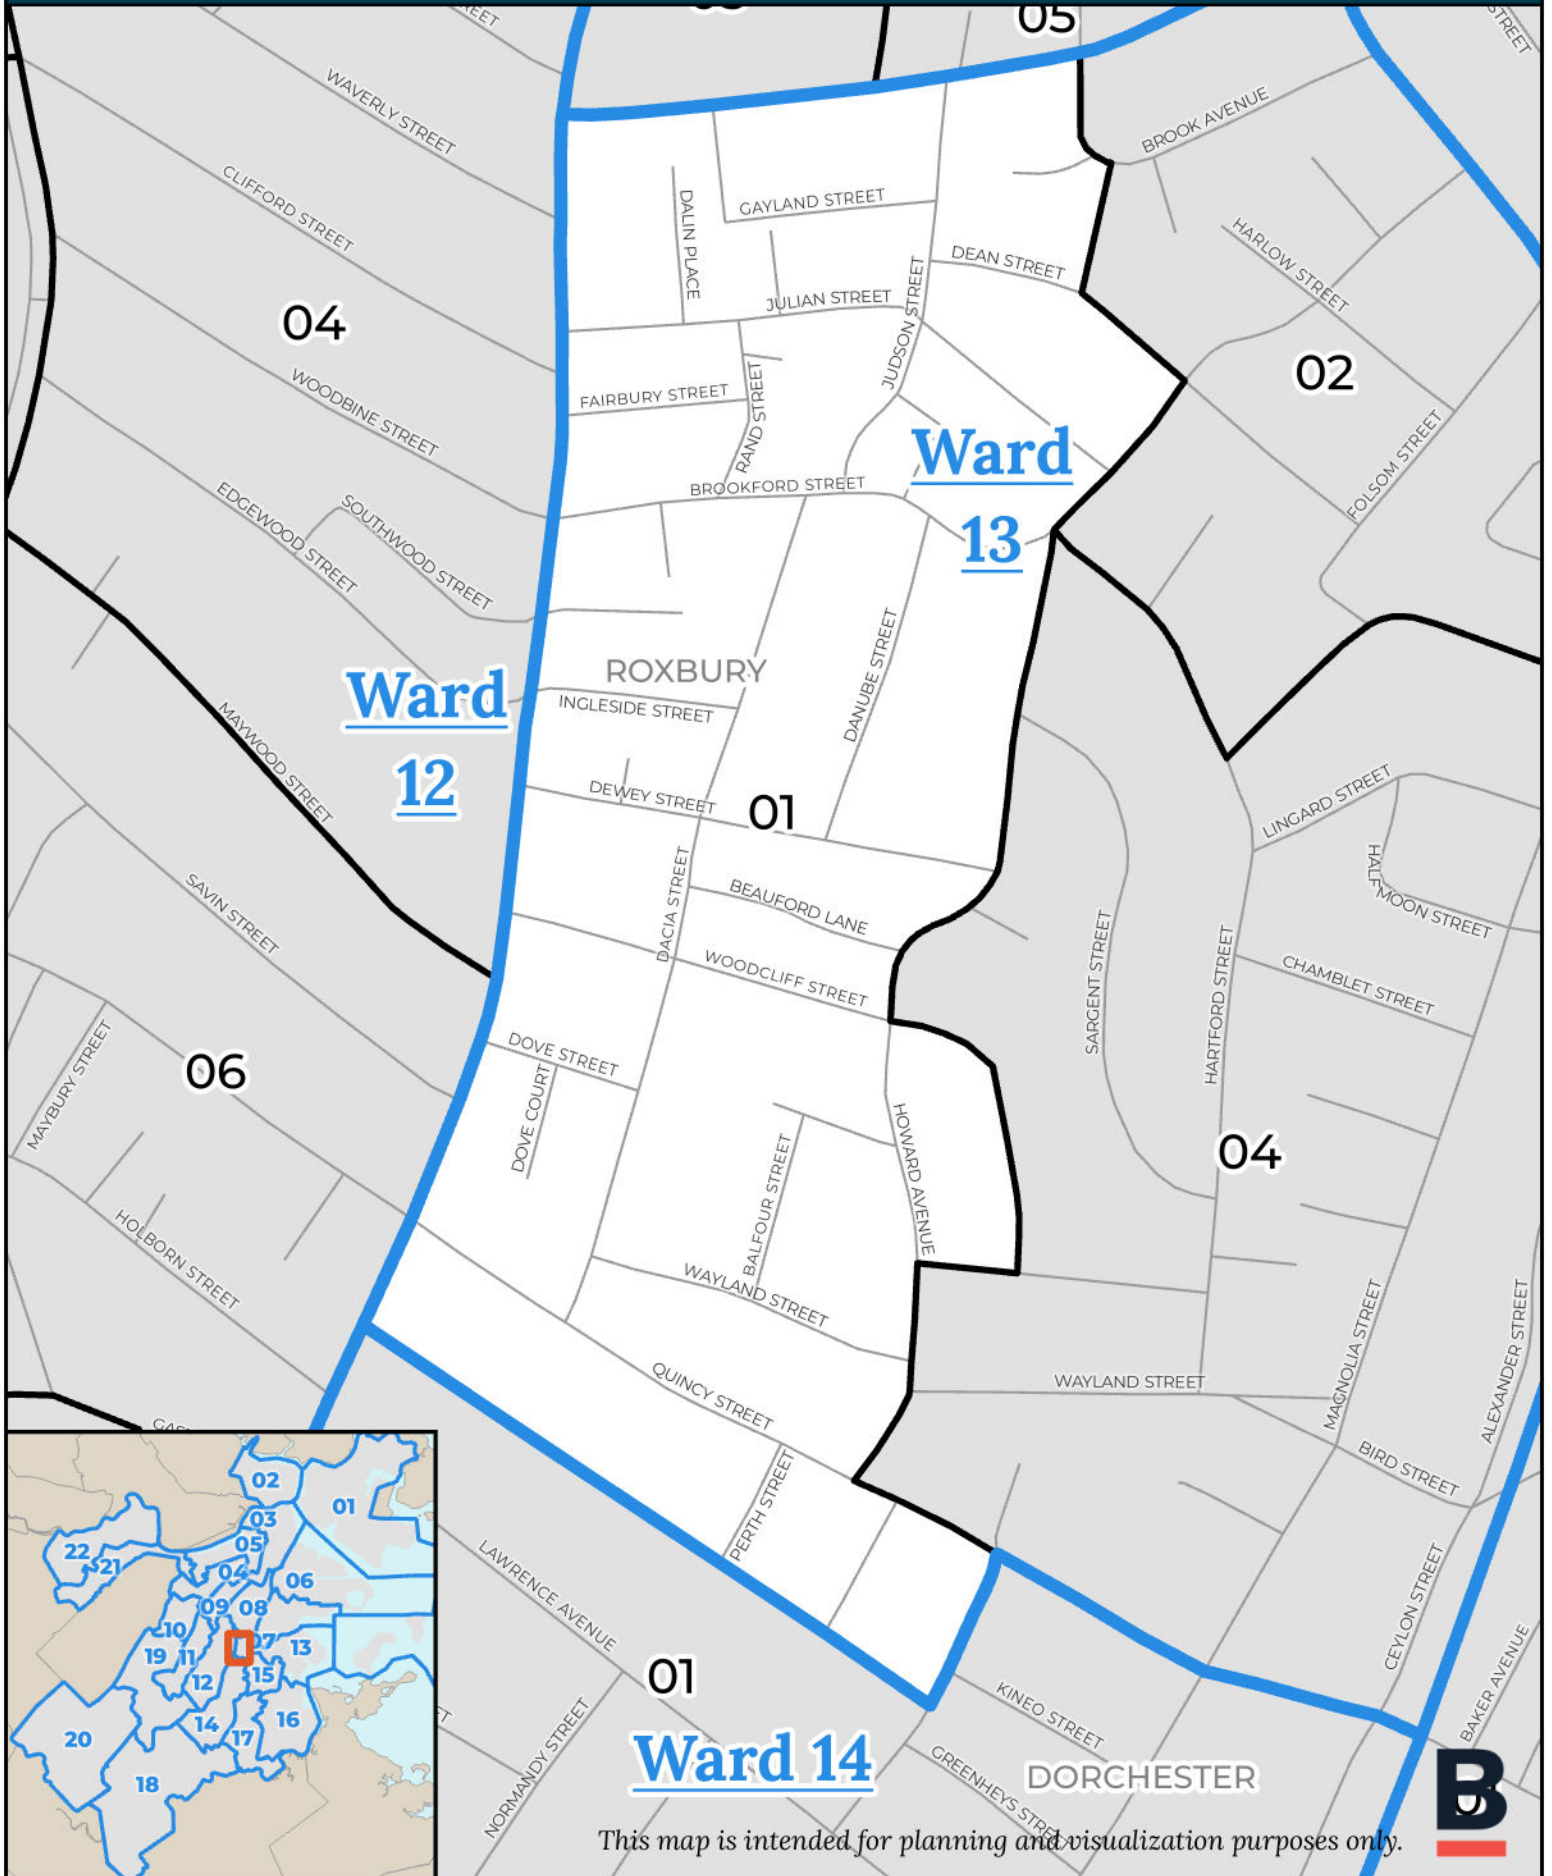 05
WAVERLY STREET
BROOK AVENUE
CLIFFORD STREET
DALIN PLACE
GAYLAND STREET
DEAN STREET
HARLOW STREET
JULIAN STREET
JUDSON STREET
04
02
WOODBINE STREET
FAIRBURY STREET
RAND STREET
FOLSOM STREET
Ward
13
BROOKFORD STREET
EDGEWOOD STREET
SOUTHWOOD STREET
DANUBE STREET
ROXBURY
Ward
12
INGLESIDE STREET
MAYWOOD STREET
DEWEY STREET
01
LINGARD STREET
HALF MOON STREET
SAVIN STREET
DACIA STREET
BEAUFORD LANE
SARGENT STREET
HARTFORD STREET
CHAMBLET STREET
WOODCLIFF STREET
DOVE STREET
06
MAYBURY STREET
DOVE COURT
BALFOUR STREET
HOWARD AVENUE
04
HOLBORN STREET
WAYLAND STREET
MAGNOLIA STREET
ALEXANDER STREET
QUINCY STREET
WAYLAND STREET
BIRD STREET
PERTH STREET
LAWRENCE AVENUE
CEYLON STREET
BAKER AVENUE
01
KINEO STREET
NORMANDY STREET
Ward 14
GREENHEYS STREET
DORCHESTER
B
This map is intended for planning and visualization purposes only.
02
01
03
05
22
21
04
06
09
08
10
07
13
19
11
12
15
14
16
17
20
18